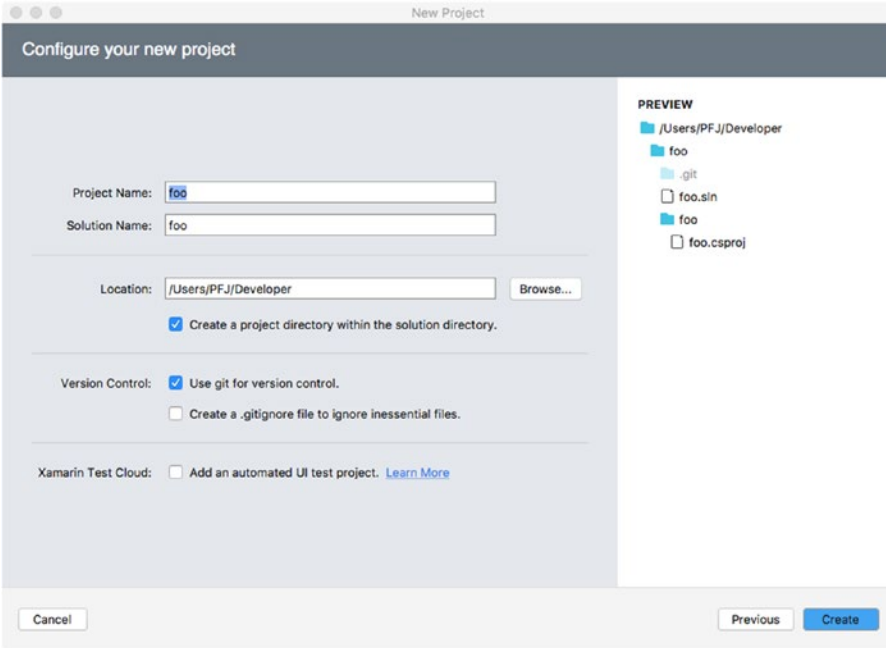 New Project
Configure your new project
Project Name: foo
Solution Name: foo
Location: /Users/PFJ/Developer Browse...
Create a project directory within the solution directory.
Version Control: Use git for version control.
Create a .gitignore file to ignore inessential files.
Xamarin Test Cloud: Add an automated UI test project. Learn More
PREVIEW
/Users/PFJ/Developer
foo
.git
foo.sln
foo
foo.csproj
Cancel
Previous
Create